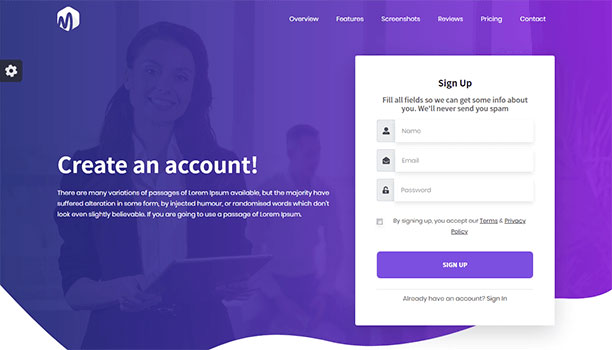 Overview Features Screenshots Reviews Pricing Contact
Create an account!
There are many variations of passages of Lorem Ipsum available, but the majority have
suffered alteration in some form, by injected humour, or randomised words which don't
look even slightly believable. If you are going to use a passage of Lorem Ipsum.
Sign Up
Fill all fields so we can get some info about
you. We'll never send you spam
Name
Email
Password
By signing up, you accept our Terms & Privacy
Policy
SIGN UP
Already have an account? Sign In